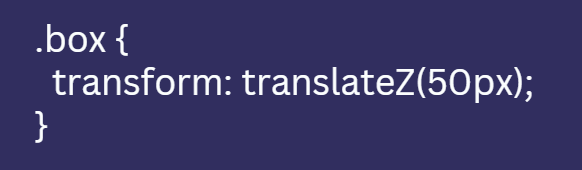 .box {
  transform: translateZ(50px);
}